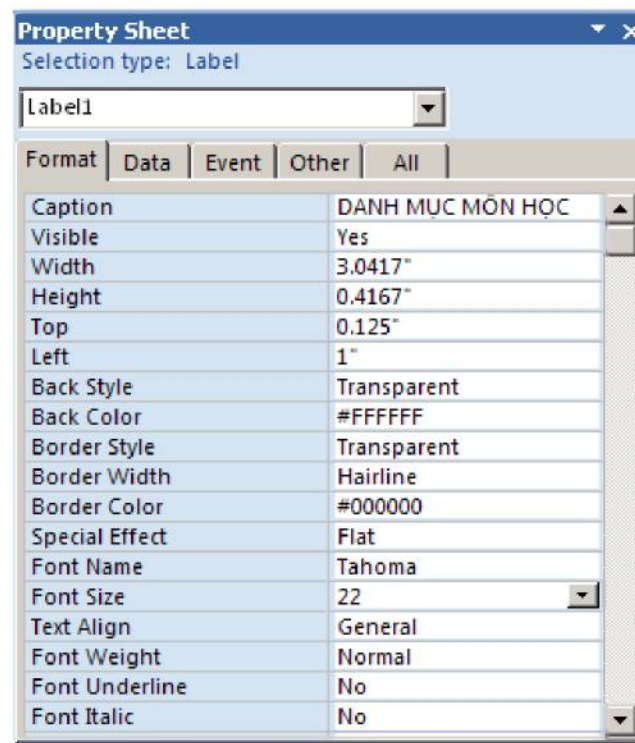 Property Sheet
Selection type: Label
Label1
Format Data Event Other All
Caption DANH MỤC MÔN HỌC
Visible Yes
Width 3.0417"
Height 0.4167"
Top 0.125"
Left 1"
Back Style Transparent
Back Color #FFFFFF
Border Style Transparent
Border Width Hairline
Border Color #000000
Special Effect Flat
Font Name Tahoma
Font Size 22
Text Align General
Font Weight Normal
Font Underline No
Font Italic No